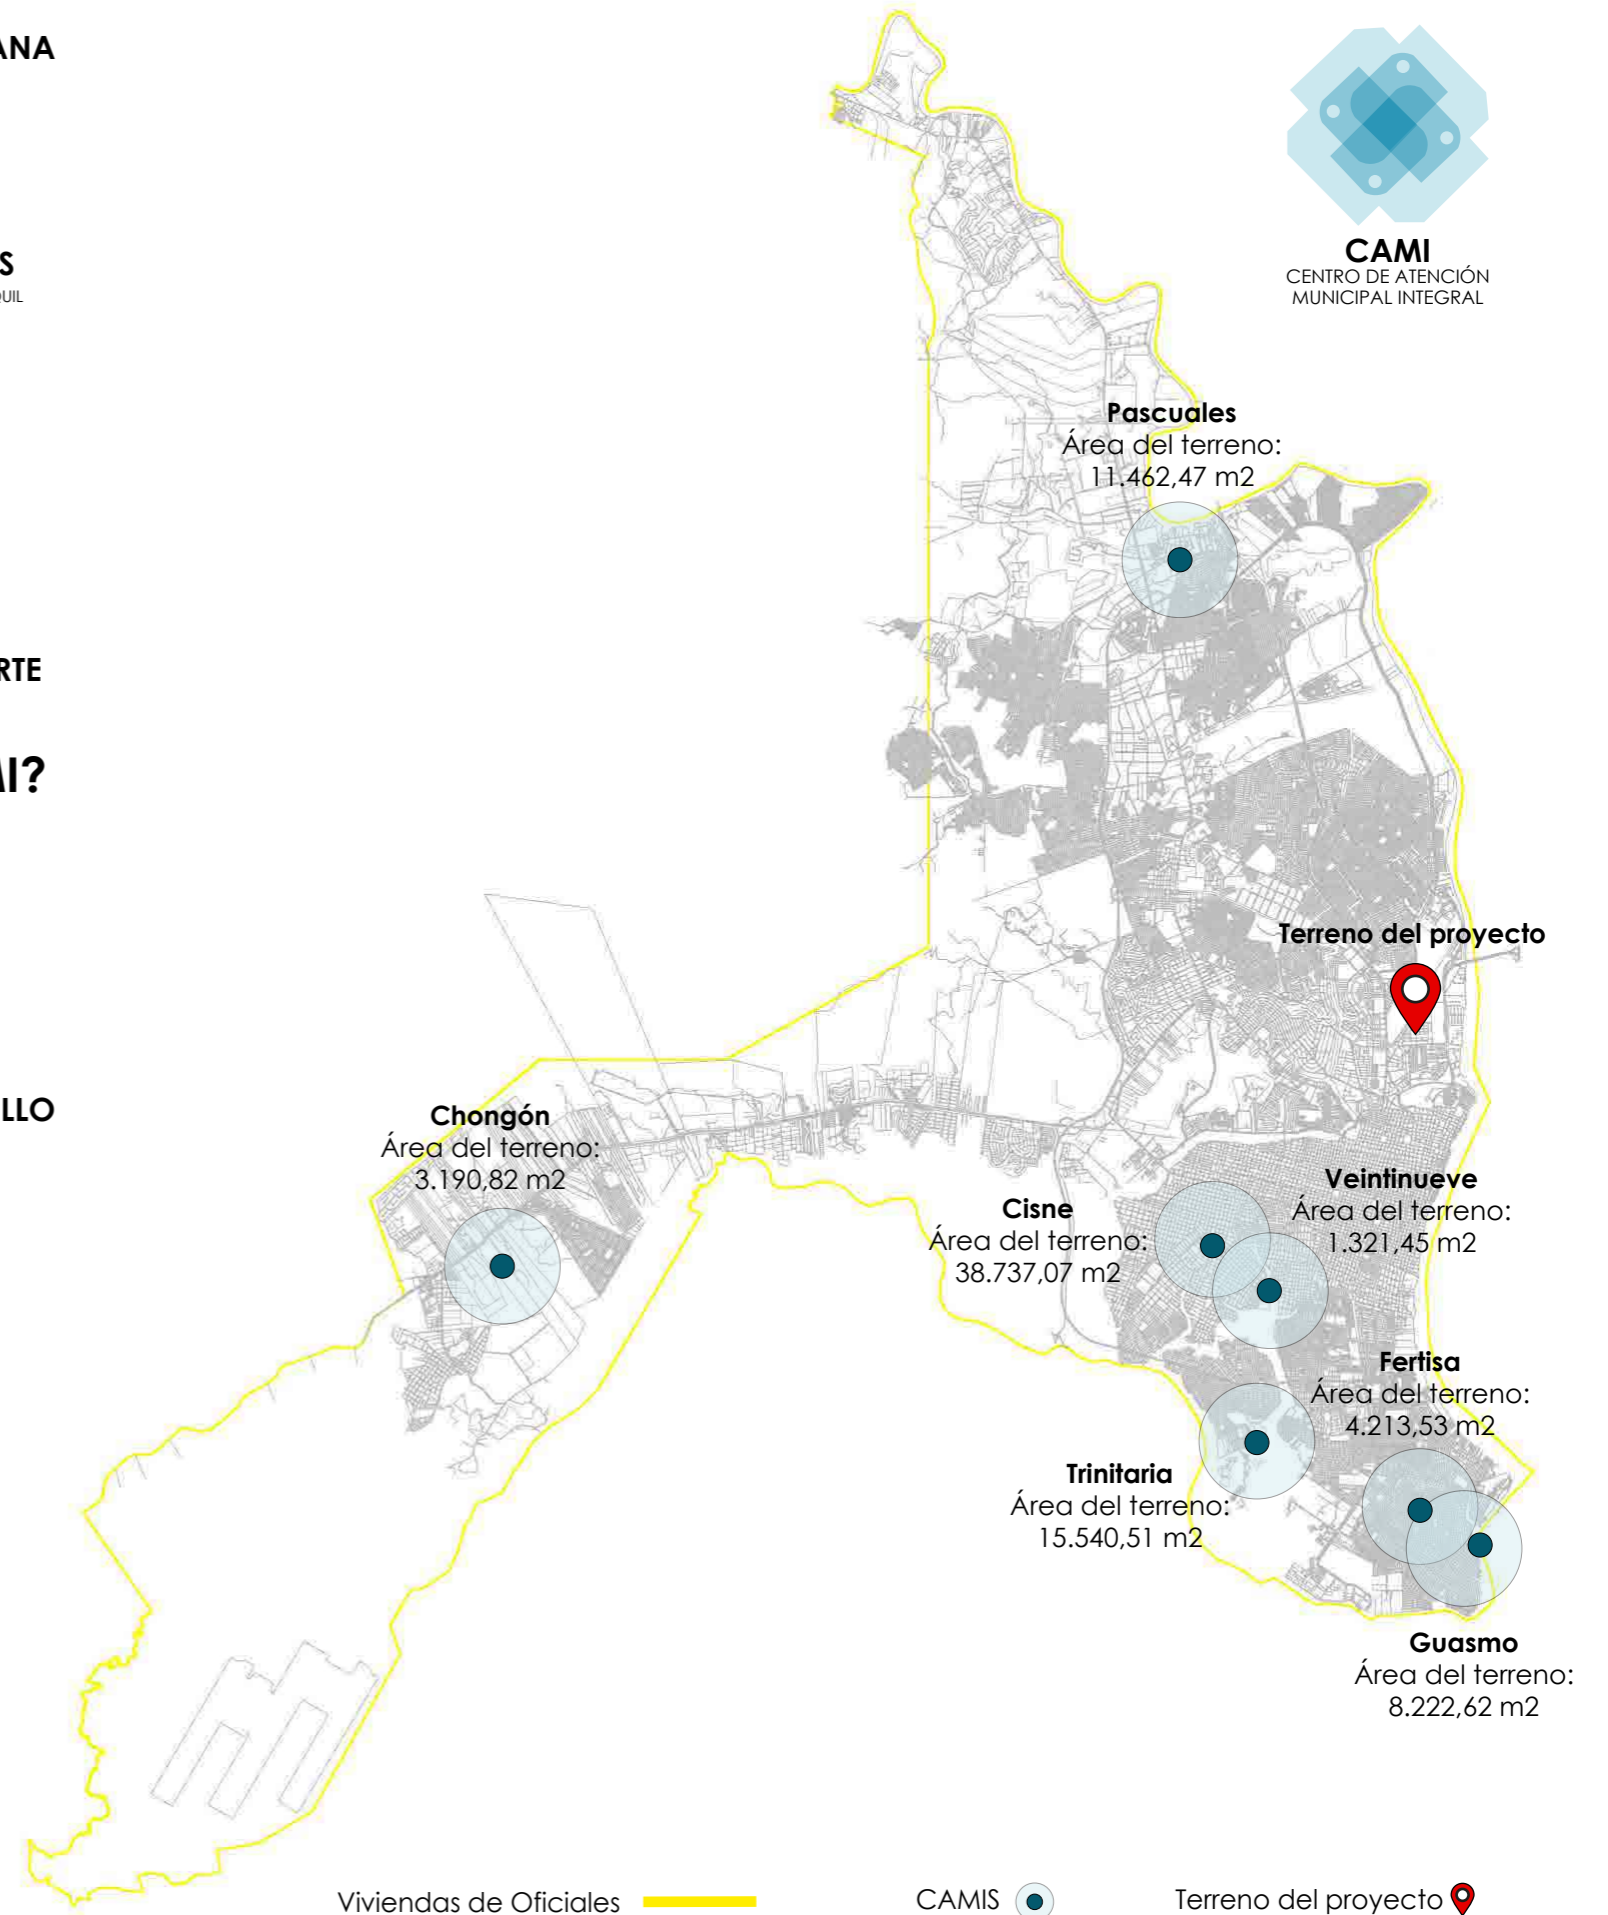 ANA
S
QUIL
RTE
MI?
ILLO
CAMI
CENTRO DE ATENCIÓN
MUNICIPAL INTEGRAL
Pascuales
Área del terreno:
11.462,47 m2
Terreno del proyecto
Chongón
Área del terreno:
3.190,82 m2
Cisne
Área del terreno:
38.737,07 m2
Veintinueve
Área del terreno:
1.321,45 m2
Fertisa
Área del terreno:
4.213,53 m2
Trinitaria
Área del terreno:
15.540,51 m2
Guasmo
Área del terreno:
8.222,62 m2
Viviendas de Oficiales
CAMIS
Terreno del proyecto